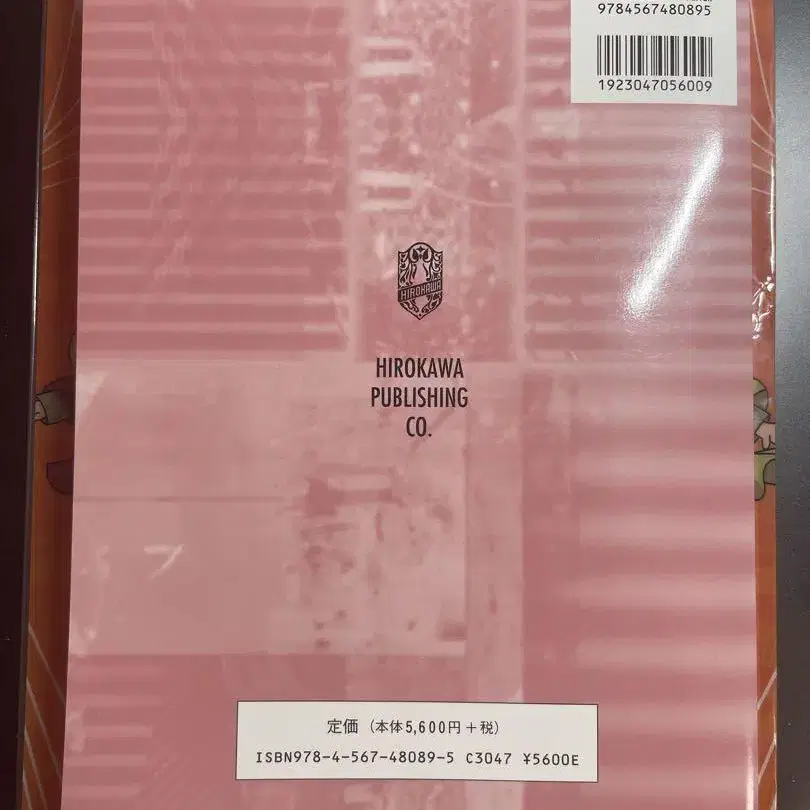 9784567480895
1923047056009
HIROKAWA
HIROKAWA
PUBLISHING
CO.
定価（本体5,600円+税）
ISBN978-4-567-48089-5 C3047 ¥5600E